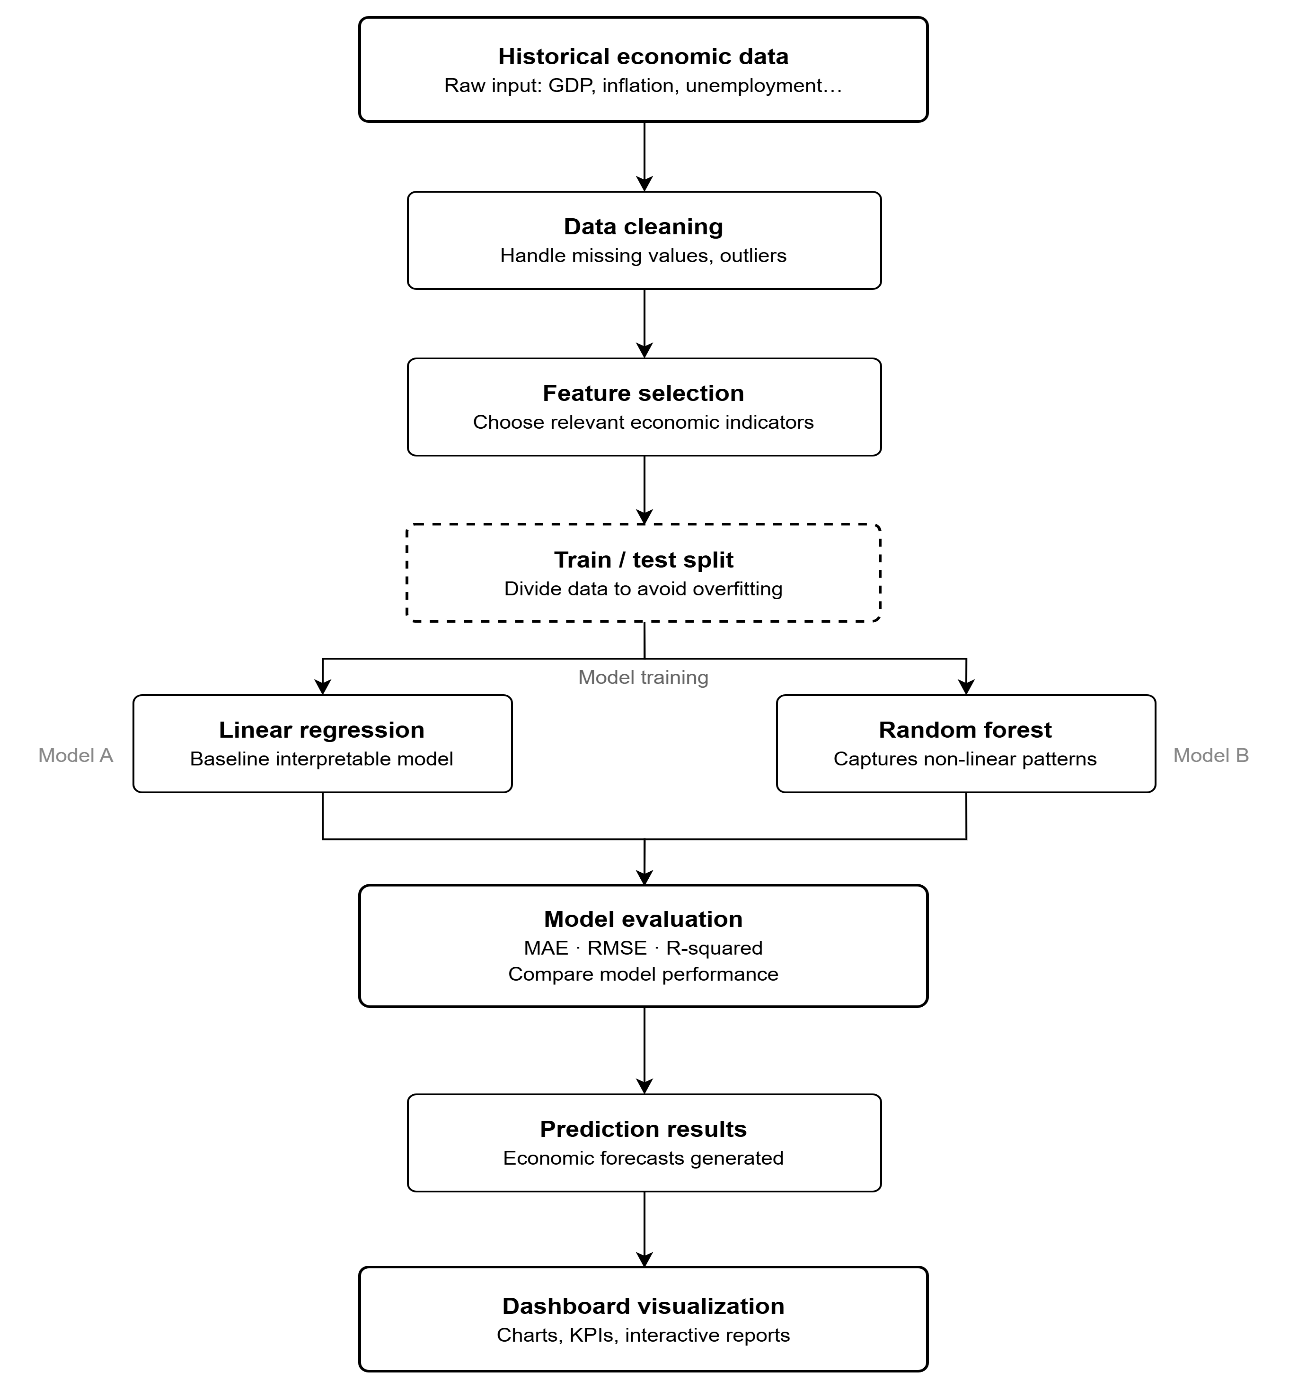 Historical economic data
Raw input: GDP, inflation, unemployment…
Data cleaning
Handle missing values, outliers
Feature selection
Choose relevant economic indicators
Train / test split
Divide data to avoid overfitting
Model training
Model A
Linear regression
Baseline interpretable model
Random forest
Captures non-linear patterns
Model B
Model evaluation
MAE · RMSE · R-squared
Compare model performance
Prediction results
Economic forecasts generated
Dashboard visualization
Charts, KPIs, interactive reports